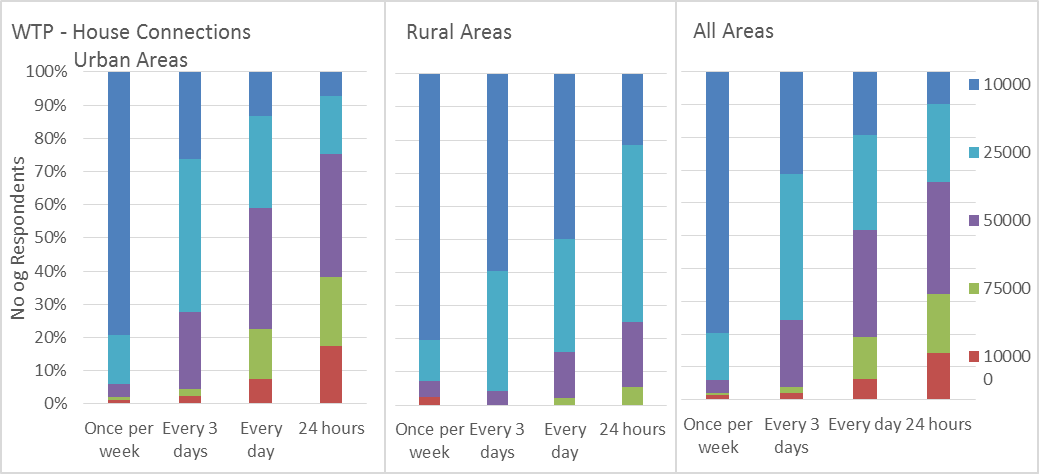 WTP - House Connections
Urban Areas
Rural Areas
All Areas
No og Respondents
100%
90%
80%
70%
60%
50%
40%
30%
20%
10%
0%
Once per
week
Every 3
days
Every
day
24 hours
Once per
week
Every 3
days
Every
day
24 hours
Once per
week
Every 3
days
Every day
24 hours
10000
25000
50000
75000
10000
0